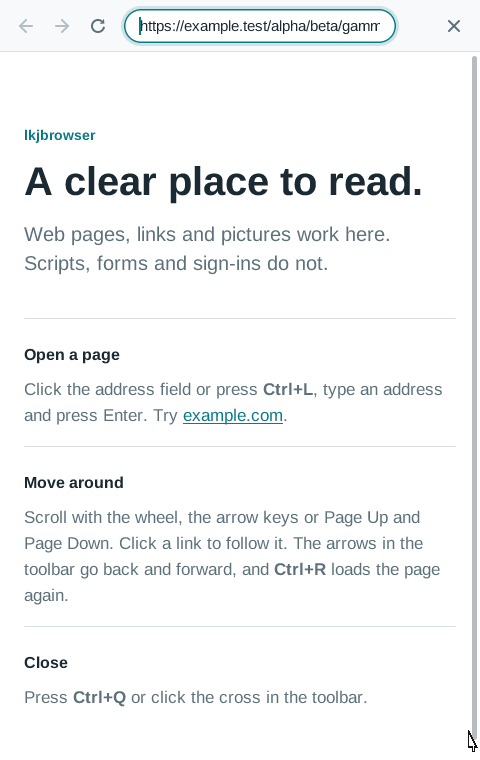 https://example.test/alpha/beta/gamm
lkjbrowser
A clear place to read.
Web pages, links and pictures work here.
Scripts, forms and sign-ins do not.
Open a page
Click the address field or press Ctrl+L, type an address
and press Enter. Try example.com.
Move around
Scroll with the wheel, the arrow keys or Page Up and
Page Down. Click a link to follow it. The arrows in the
toolbar go back and forward, and Ctrl+R loads the page
again.
Close
Press Ctrl+Q or click the cross in the toolbar.